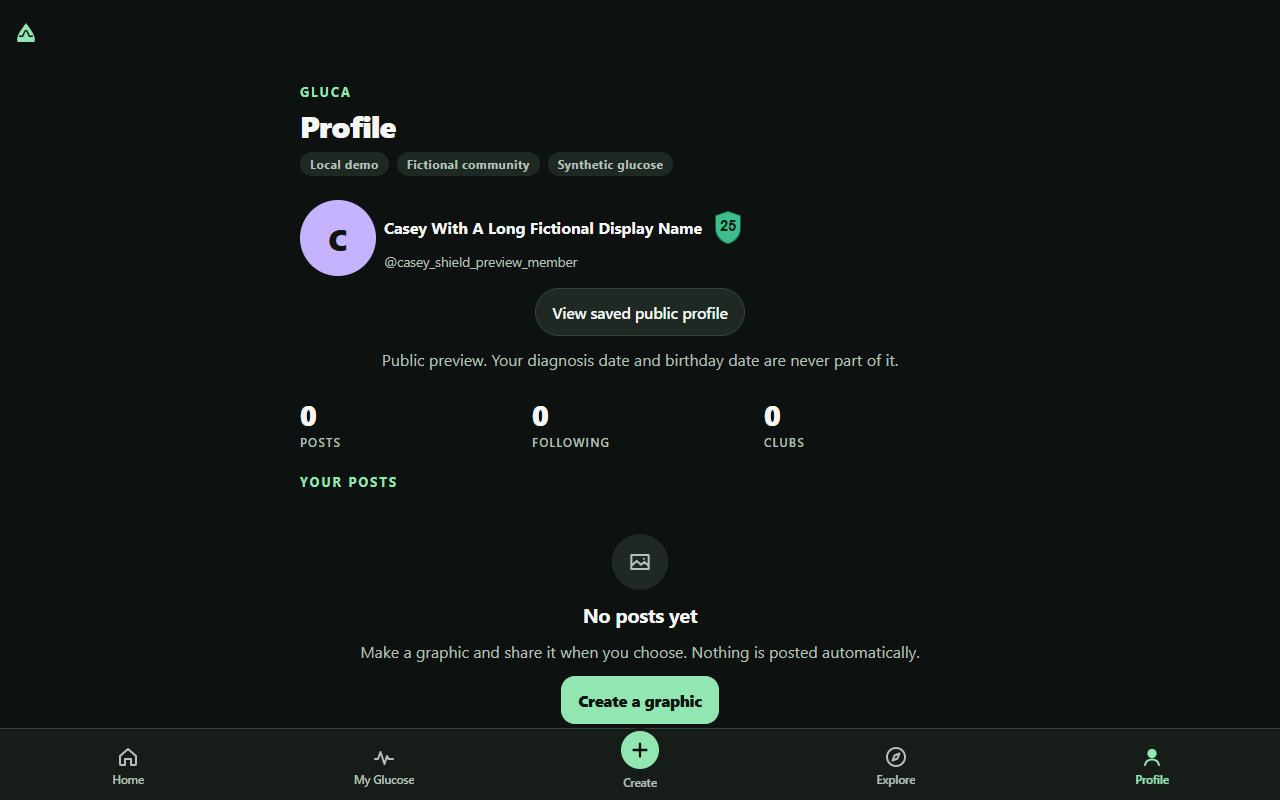 GLUCA
Profile
Local demo Fictional community Synthetic glucose
C
Casey With A Long Fictional Display Name 25
@casey_shield_preview_member
View saved public profile
Public preview. Your diagnosis date and birthday date are never part of it.
0 0 0
POSTS FOLLOWING CLUBS
YOUR POSTS
No posts yet
Make a graphic and share it when you choose. Nothing is posted automatically.
Create a graphic
Home My Glucose Create Explore Profile